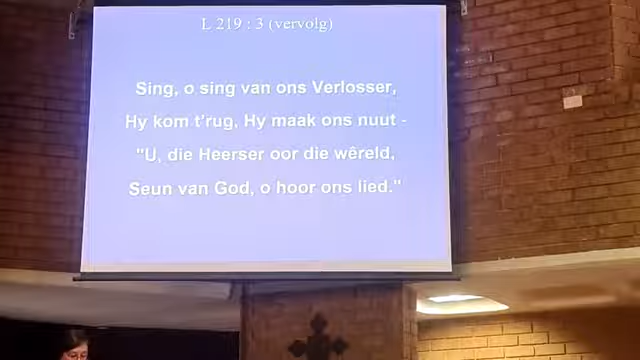 L 219 : 3 (vervolg)
Sing, o sing van ons Verlosser,
Hy kom t'rug, Hy maak ons nuut -
"U, die Heerser oor die wêreld,
Seun van God, o hoor ons lied."